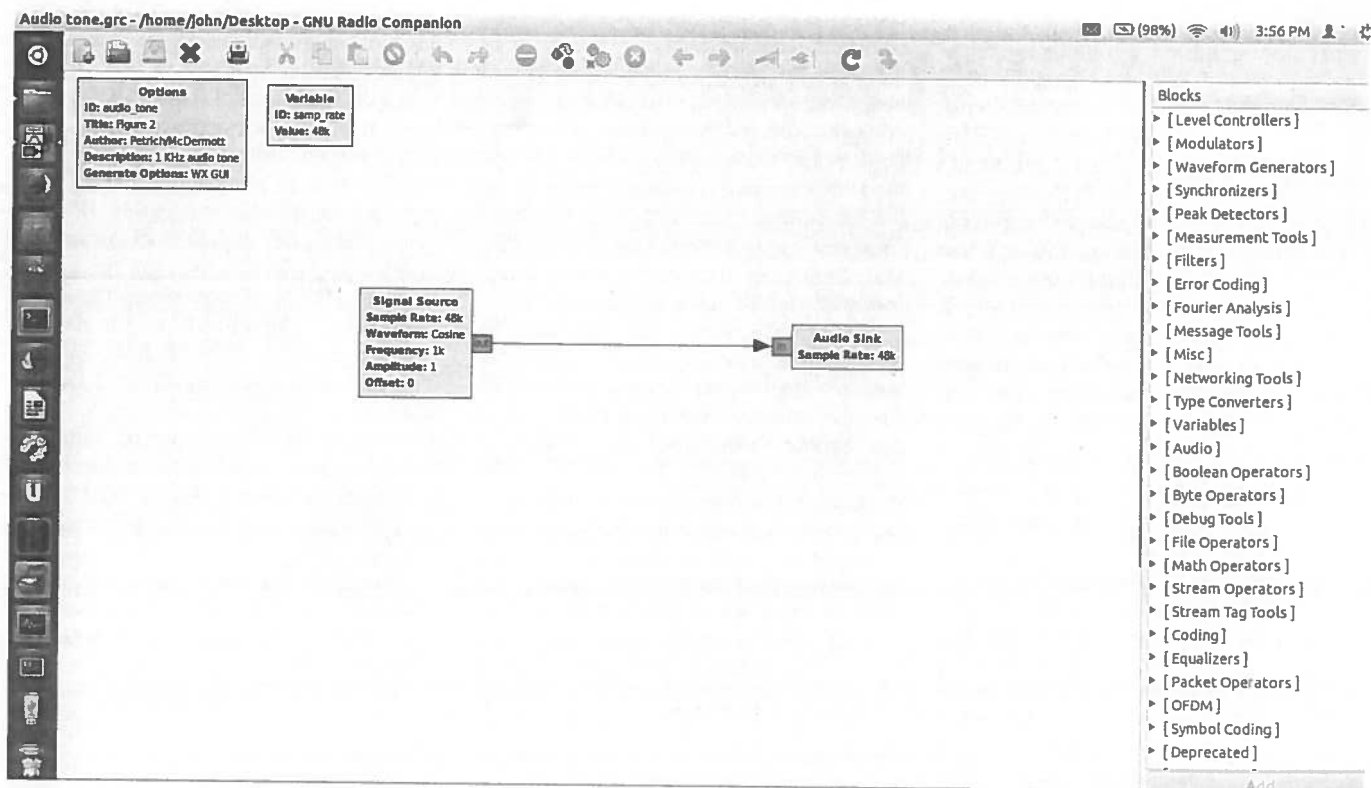 Audio tone.grc - /home/john/Desktop - GNU Radio Companion
(98%) 3:56 PM
Options
ID: audio_tone
Title: Figure 2
Author: Petrich/McDermott
Description: 1 KHz audio tone
Generate Options: WX GUI
Variable
ID: samp_rate
Value: 48k
Signal Source
Sample Rate: 48k
Waveform: Cosine
Frequency: 1k
Amplitude: 1
Offset: 0
Audio Sink
Sample Rate: 48k
Blocks
[ Level Controllers ]
[ Modulators ]
[ Waveform Generators ]
[ Synchronizers ]
[ Peak Detectors ]
[ Measurement Tools ]
[ Filters ]
[ Error Coding ]
[ Fourier Analysis ]
[ Message Tools ]
[ Misc ]
[ Networking Tools ]
[ Type Converters ]
[ Variables ]
[ Audio ]
[ Boolean Operators ]
[ Byte Operators ]
[ Debug Tools ]
[ File Operators ]
[ Math Operators ]
[ Stream Operators ]
[ Stream Tag Tools ]
[ Coding ]
[ Equalizers ]
[ Packet Operators ]
[ OFDM ]
[ Symbol Coding ]
[ Deprecated ]
Add